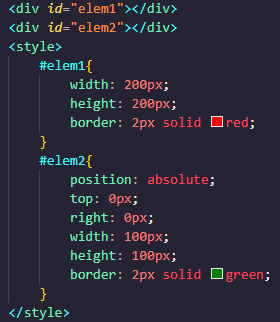 <div id="elem1"></div>
<div id="elem2"></div>
<style>
    #elem1{
        width: 200px;
        height: 200px;
        border: 2px solid red;
    }
    #elem2{
        position: absolute;
        top: 0px;
        right: 0px;
        width: 100px;
        height: 100px;
        border: 2px solid green;
    }
</style>